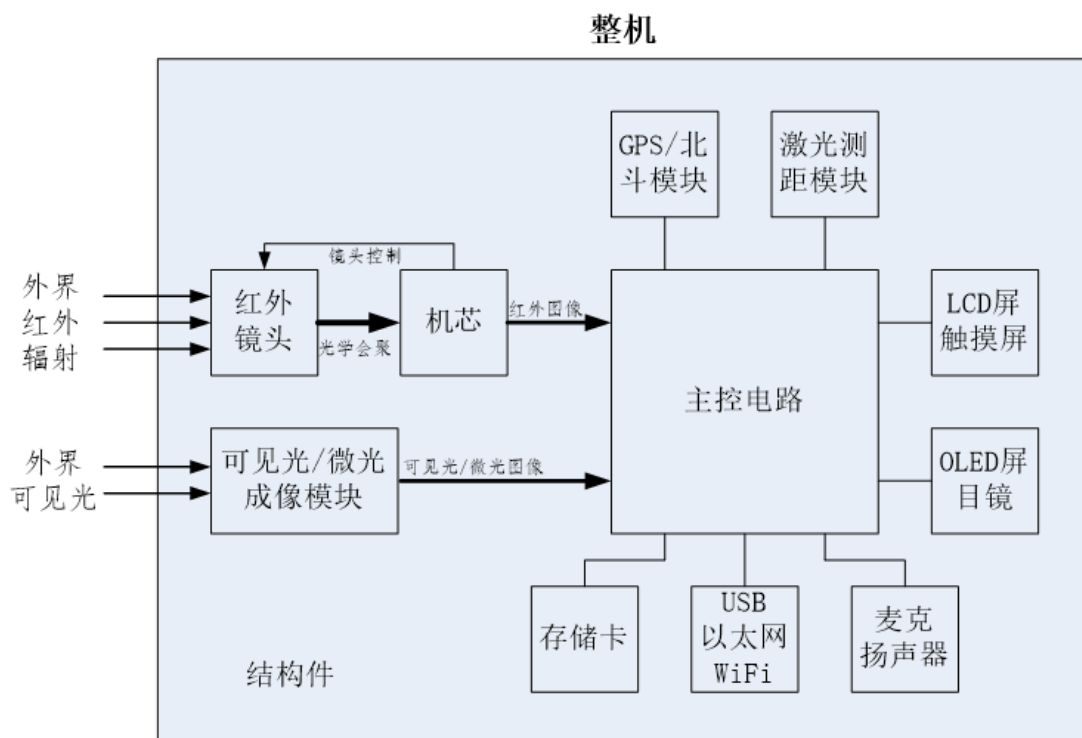 整机
GPS/北
斗模块
激光测
距模块
镜头控制
外界
红外
辐射
红外
镜头
光学会聚
机芯
红外图像
主控电路
LCD屏
触摸屏
外界
可见光
可见光/微光
成像模块
可见光/微光图像
OLED屏
目镜
存储卡
USB
以太网
WiFi
麦克
扬声器
结构件